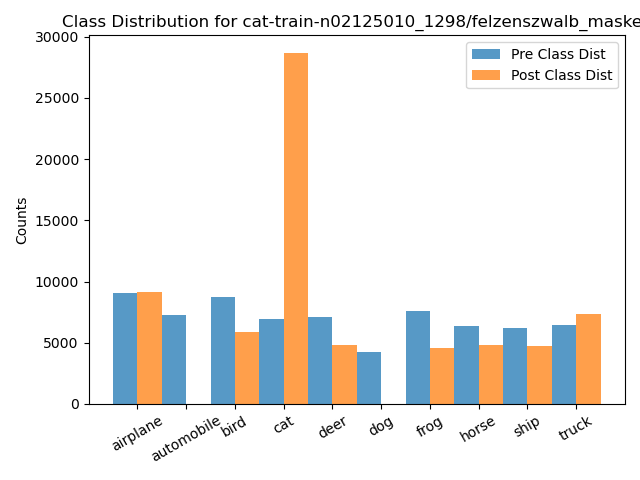 Class Distribution for cat-train-n02125010_1298/felzenszwalb_maske
Pre Class Dist
Post Class Dist
30000
25000
20000
15000
10000
5000
0
Counts
airplane
automobile
bird
cat
deer
dog
frog
horse
ship
truck